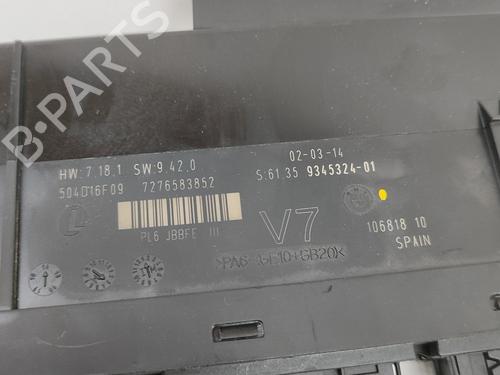 B-PARTS
HW:7.18.1 SW:9.42.0
02-03-14
504D16F09 7276583852
S:61.35 9345324-01
PL6 JBBFE III
V7
106818 10
SPAIN